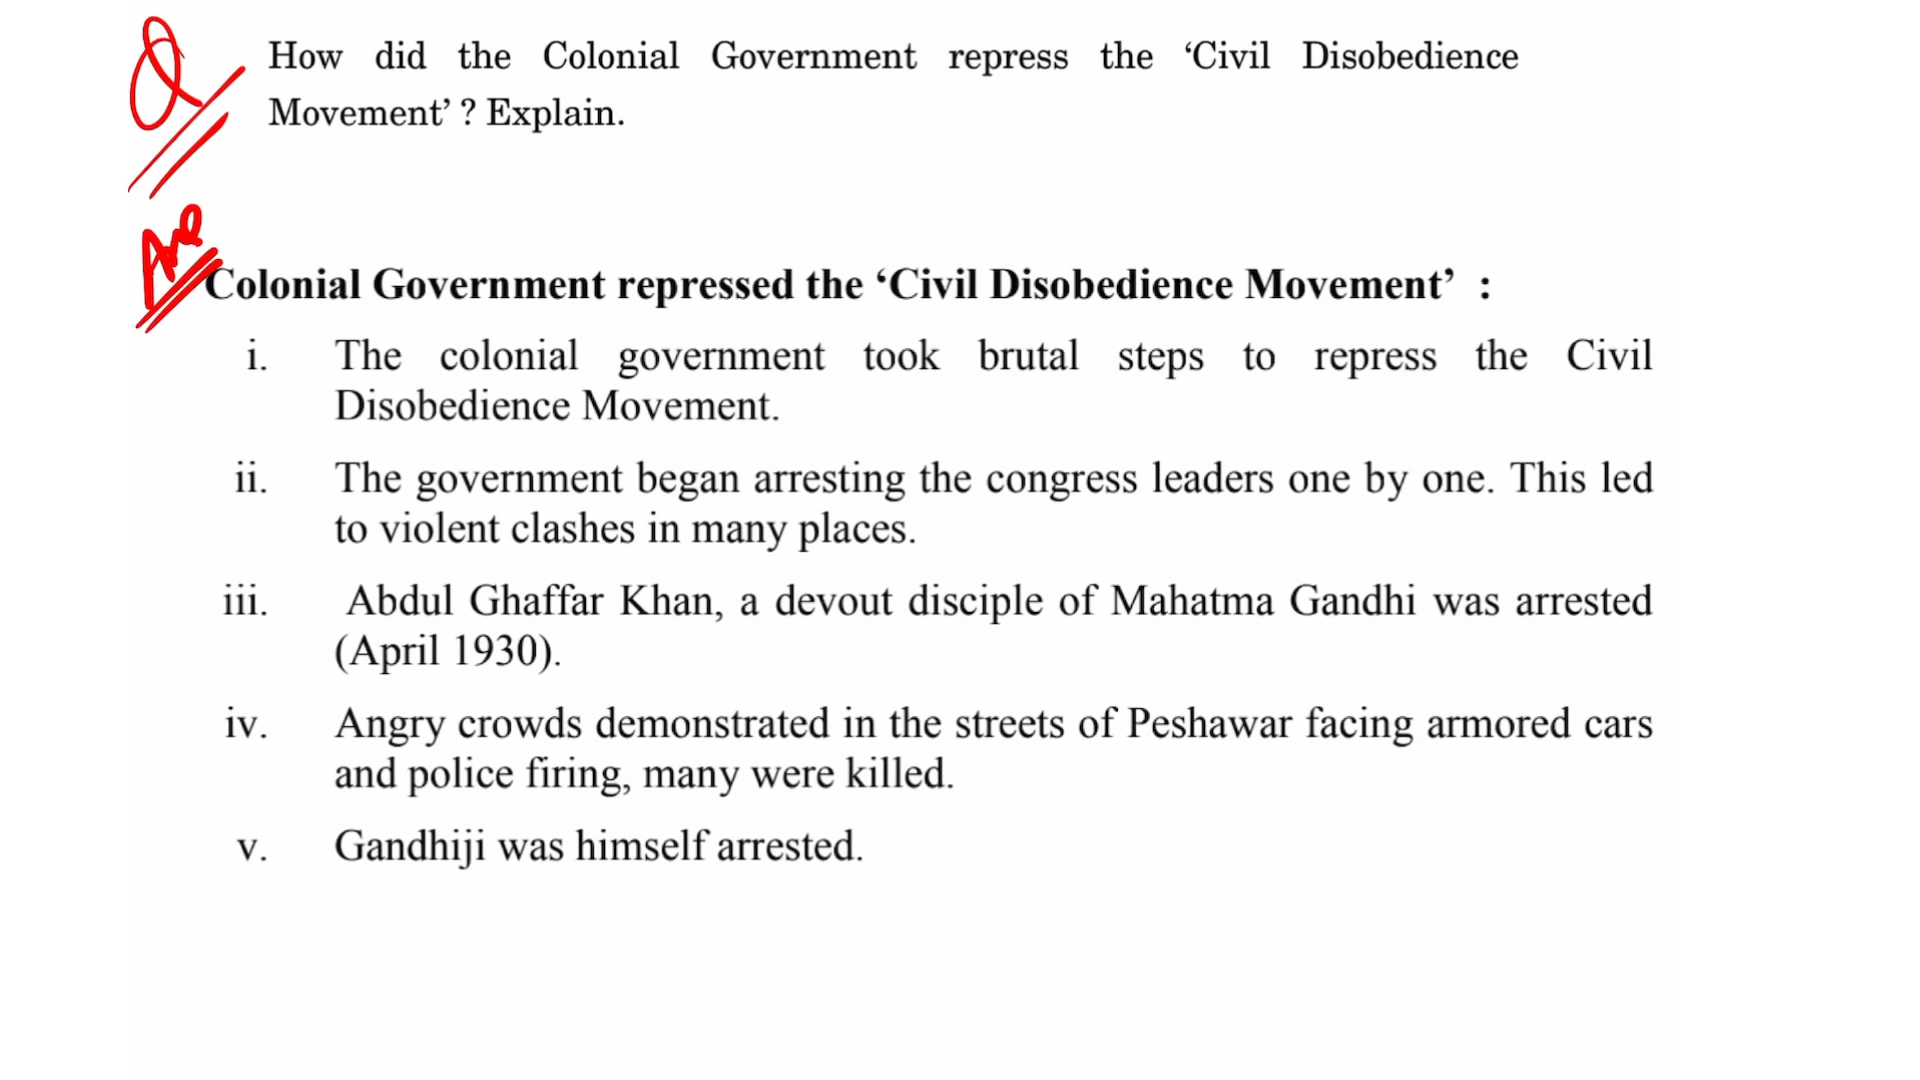 Q
How did the Colonial Government repress the ‘Civil Disobedience
Movement’ ? Explain.
Ans
Colonial Government repressed the ‘Civil Disobedience Movement’ :
i. The colonial government took brutal steps to repress the Civil
Disobedience Movement.
ii. The government began arresting the congress leaders one by one. This led
to violent clashes in many places.
iii. Abdul Ghaffar Khan, a devout disciple of Mahatma Gandhi was arrested
(April 1930).
iv. Angry crowds demonstrated in the streets of Peshawar facing armored cars
and police firing, many were killed.
v. Gandhiji was himself arrested.